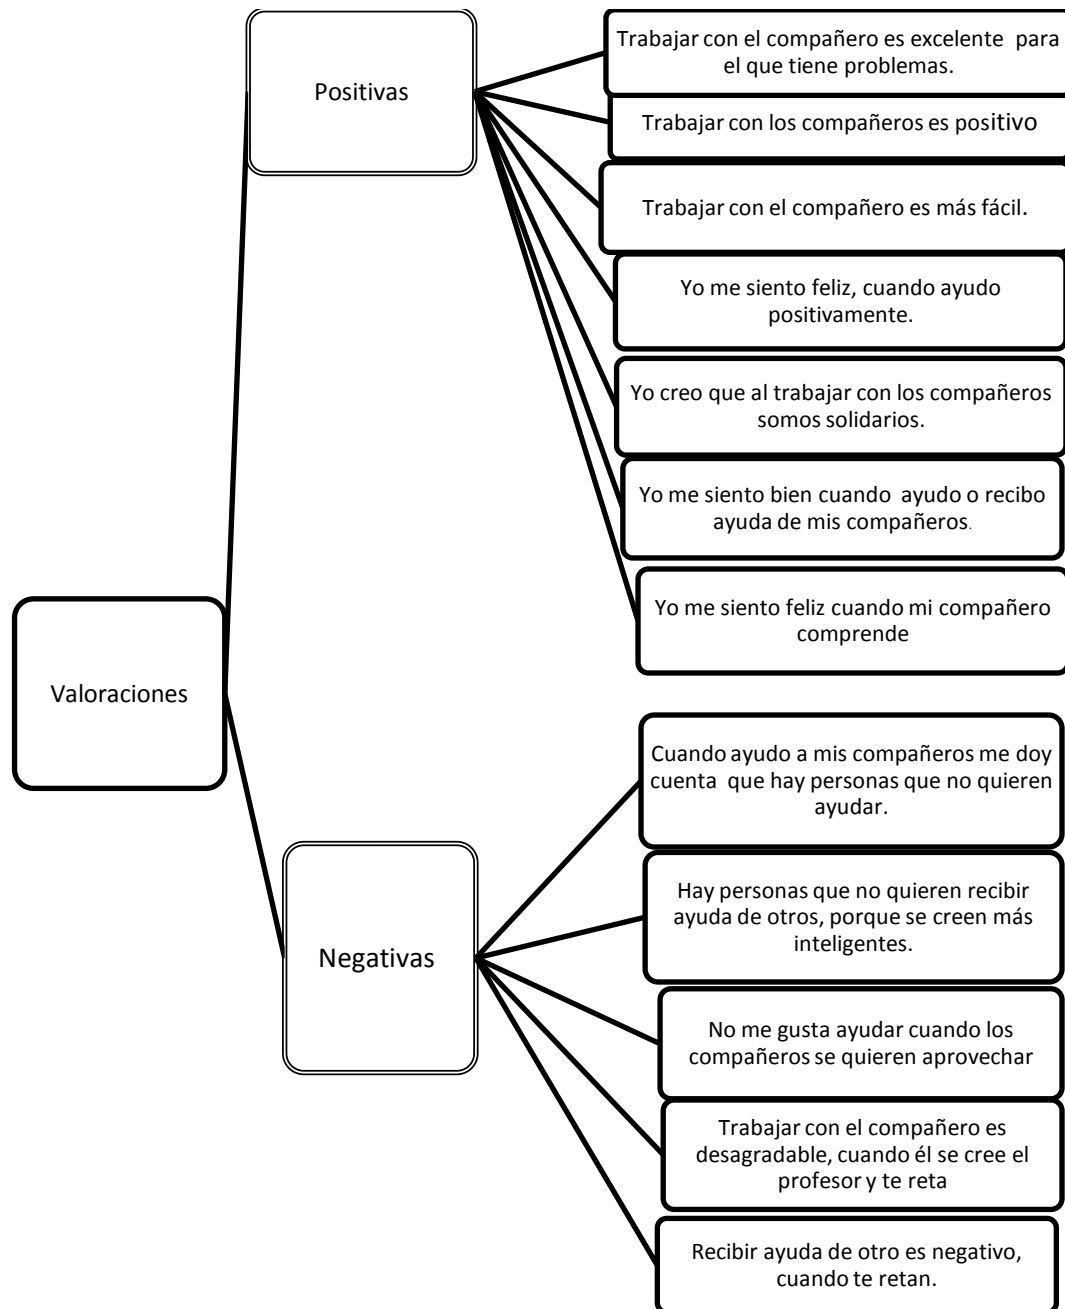 Positivas
Trabajar con el compañero es excelente para
el que tiene problemas.
Trabajar con los compañeros es positivo
Trabajar con el compañero es más fácil.
Yo me siento feliz, cuando ayudo
positivamente.
Yo creo que al trabajar con los compañeros
somos solidarios.
Yo me siento bien cuando ayudo o recibo
ayuda de mis compañeros.
Yo me siento feliz cuando mi compañero
comprende
Valoraciones
Negativas
Cuando ayudo a mis compañeros me doy
cuenta que hay personas que no quieren
ayudar.
Hay personas que no quieren recibir
ayuda de otros, porque se creen más
inteligentes.
No me gusta ayudar cuando los
compañeros se quieren aprovechar
Trabajar con el compañero es
desagradable, cuando él se cree el
profesor y te reta
Recibir ayuda de otro es negativo,
cuando te retan.